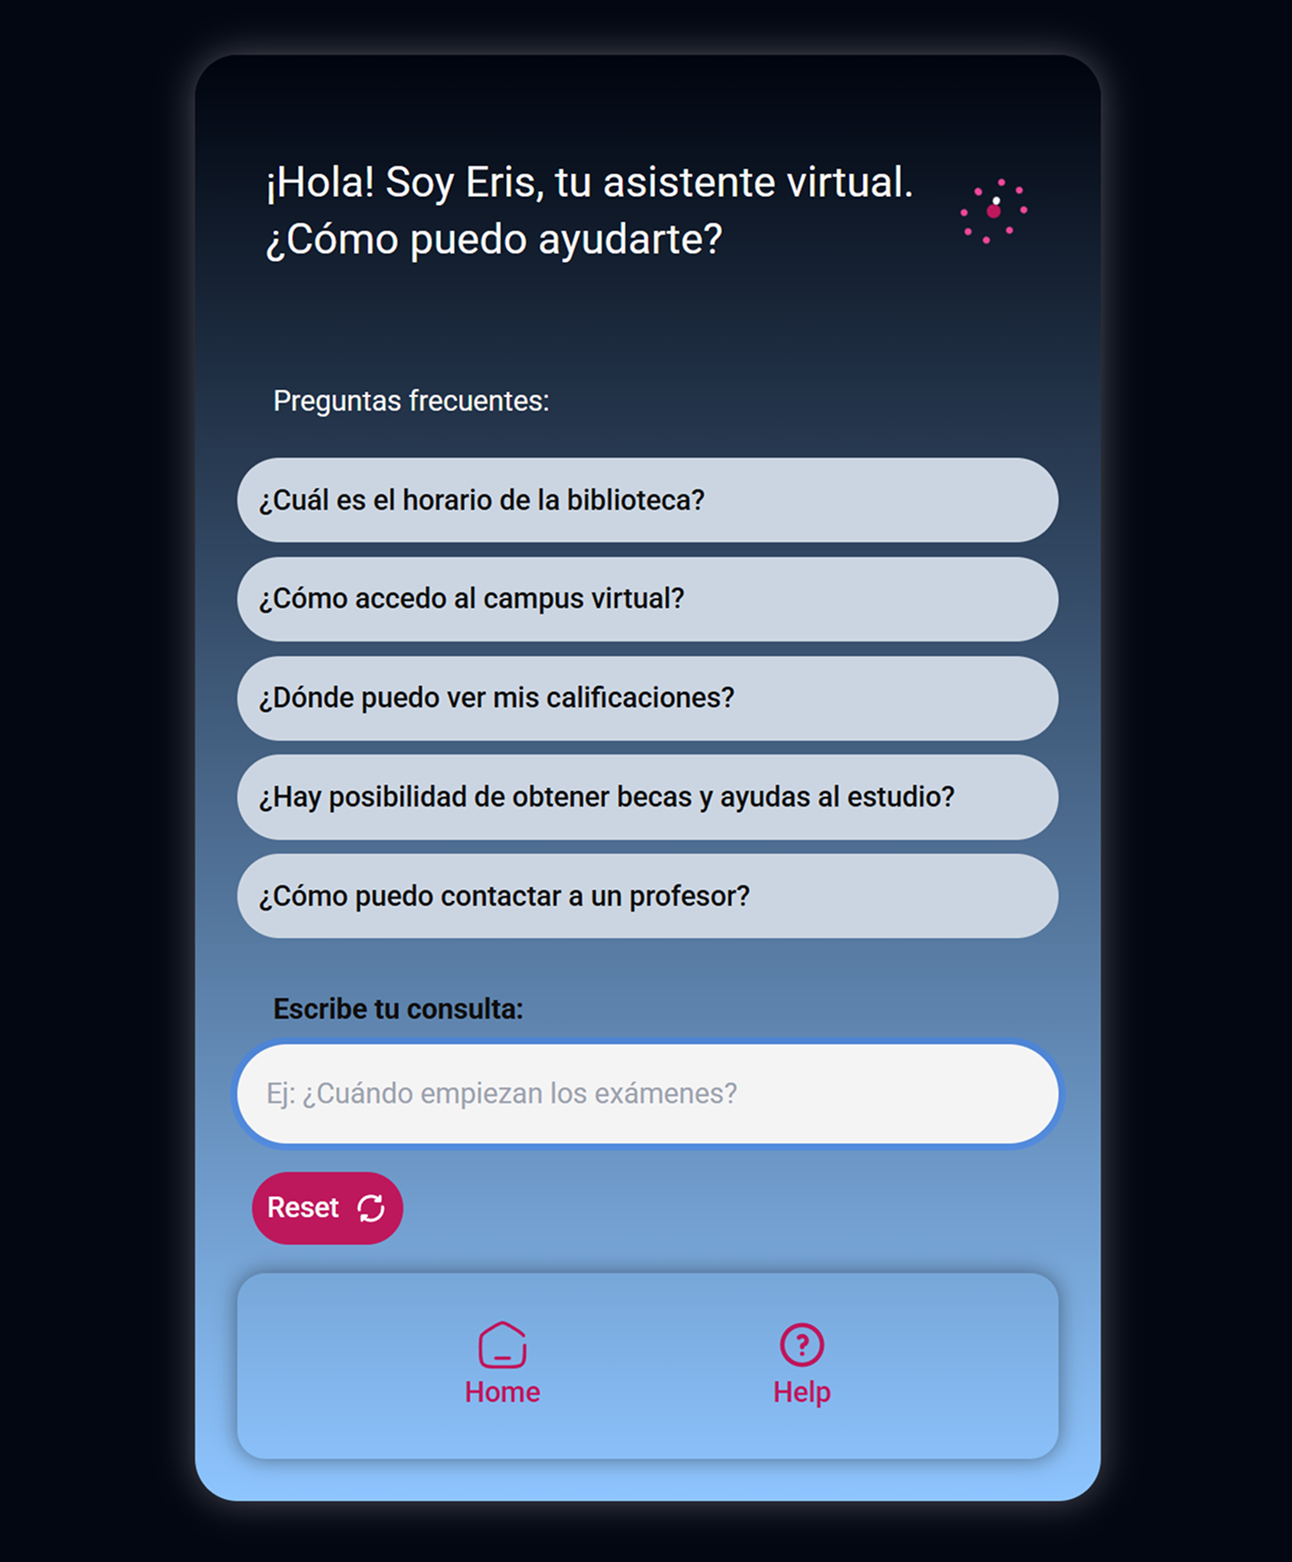 ¡Hola! Soy Eris, tu asistente virtual.
¿Cómo puedo ayudarte?
Preguntas frecuentes:
¿Cuál es el horario de la biblioteca?
¿Cómo accedo al campus virtual?
¿Dónde puedo ver mis calificaciones?
¿Hay posibilidad de obtener becas y ayudas al estudio?
¿Cómo puedo contactar a un profesor?
Escribe tu consulta:
Ej: ¿Cuándo empiezan los exámenes?
Reset
Home
Help